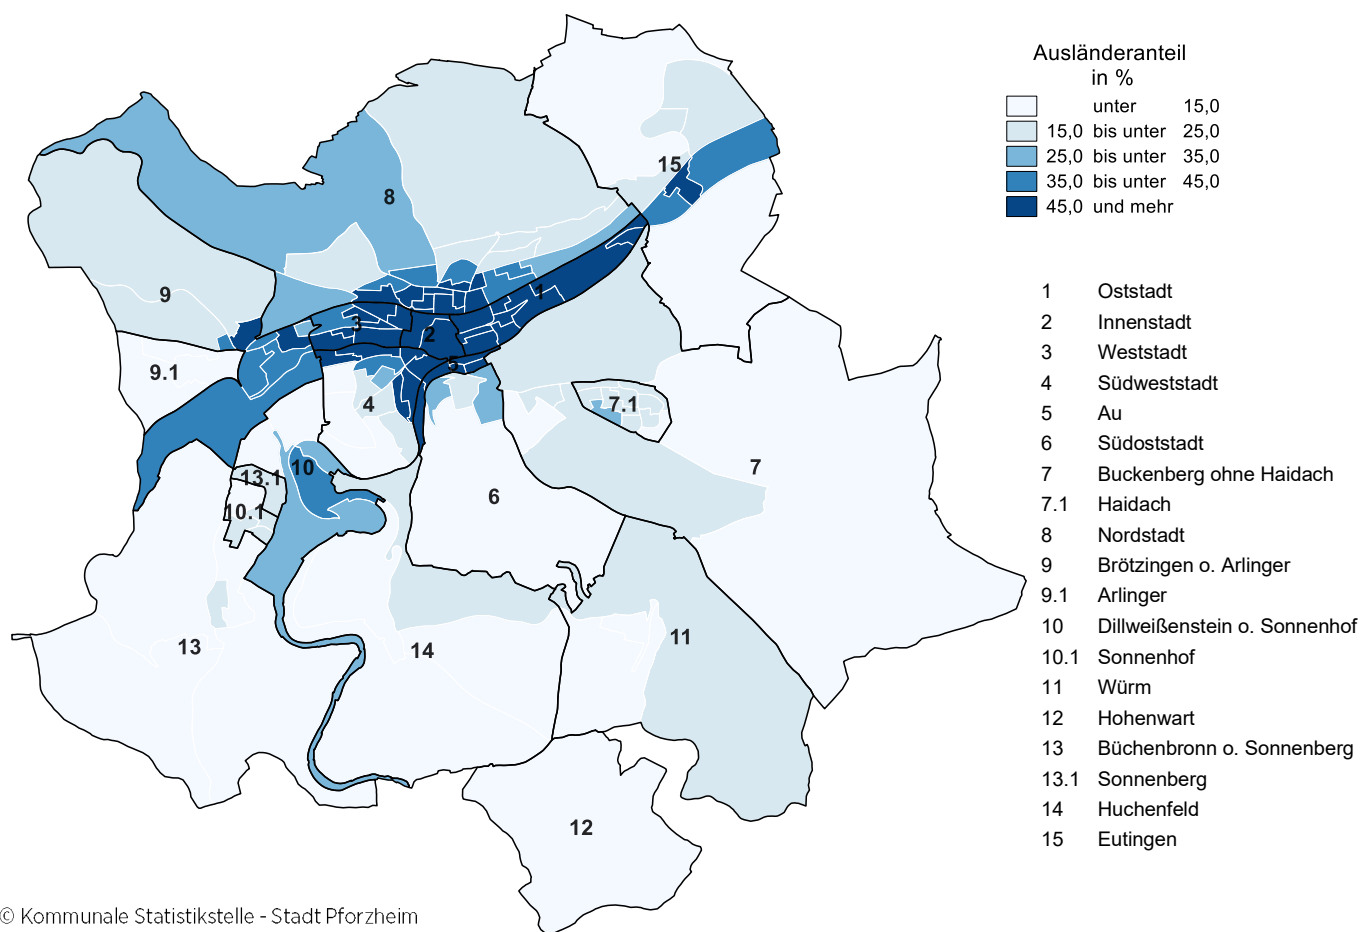 Ausländeranteil
in %
unter 15,0
15,0 bis unter 25,0
25,0 bis unter 35,0
35,0 bis unter 45,0
45,0 und mehr
1 Oststadt
2 Innenstadt
3 Weststadt
4 Südweststadt
5 Au
6 Südoststadt
7 Buckenberg ohne Haidach
7.1 Haidach
8 Nordstadt
9 Brötzingen o. Arlinger
9.1 Arlinger
10 Dillweißenstein o. Sonnenhof
10.1 Sonnenhof
11 Würm
12 Hohenwart
13 Büchenbronn o. Sonnenberg
13.1 Sonnenberg
14 Huchenfeld
15 Eutingen
15
8
9
1
3
2
9.1
5
4
7.1
10
13.1
7
6
10.1
13
14
11
12
© Kommunale Statistikstelle - Stadt Pforzheim